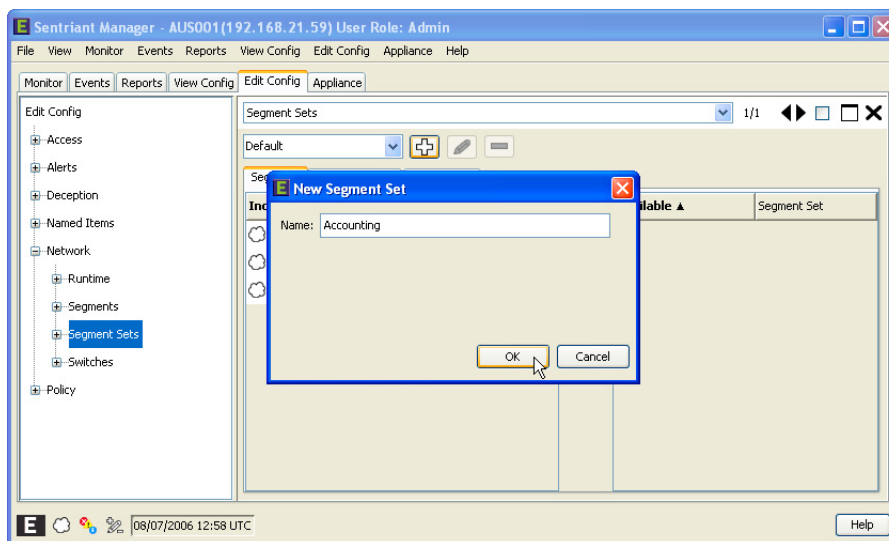 E Sentriant Manager - AUS001(192.168.21.59) User Role: Admin
File View Monitor Events Reports View Config Edit Config Appliance Help
Monitor Events Reports View Config Edit Config Appliance
Edit Config
Access
Alerts
Deception
Named Items
Network
Runtime
Segments
Segment Sets
Switches
Policy
Segment Sets 1/1
Default
E New Segment Set
Name: Accounting
OK Cancel
Segment Set
E 08/07/2006 12:58 UTC Help